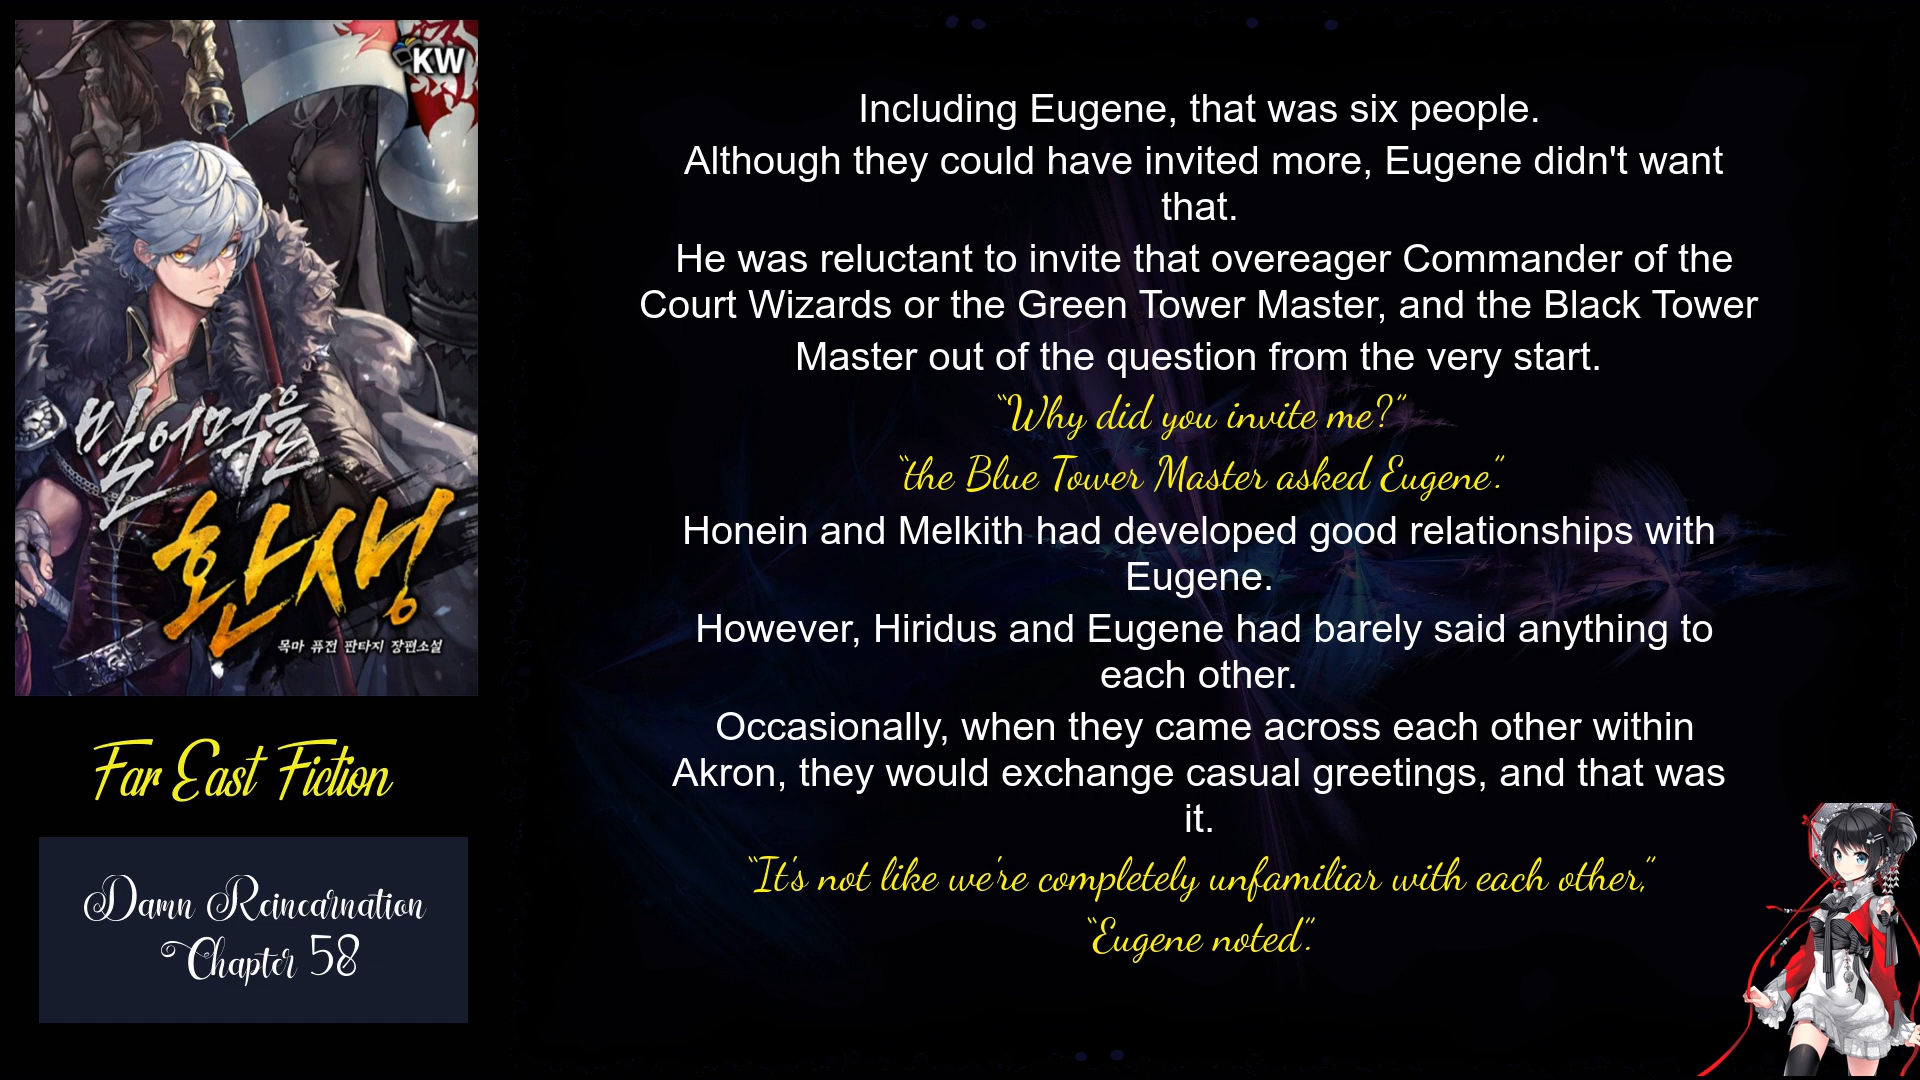 KW
빌어먹을
환생
목마 퓨전 판타지 장편소설
Far East Fiction
Damn Reincarnation
Chapter 58
Including Eugene, that was six people.
Although they could have invited more, Eugene didn't want
that.
He was reluctant to invite that overeager Commander of the
Court Wizards or the Green Tower Master, and the Black Tower
Master out of the question from the very start.
“Why did you invite me?”
“the Blue Tower Master asked Eugene”.
Honein and Melkith had developed good relationships with
Eugene.
However, Hiridus and Eugene had barely said anything to
each other.
Occasionally, when they came across each other within
Akron, they would exchange casual greetings, and that was
it.
“It's not like we're completely unfamiliar with each other,”
“Eugene noted”.